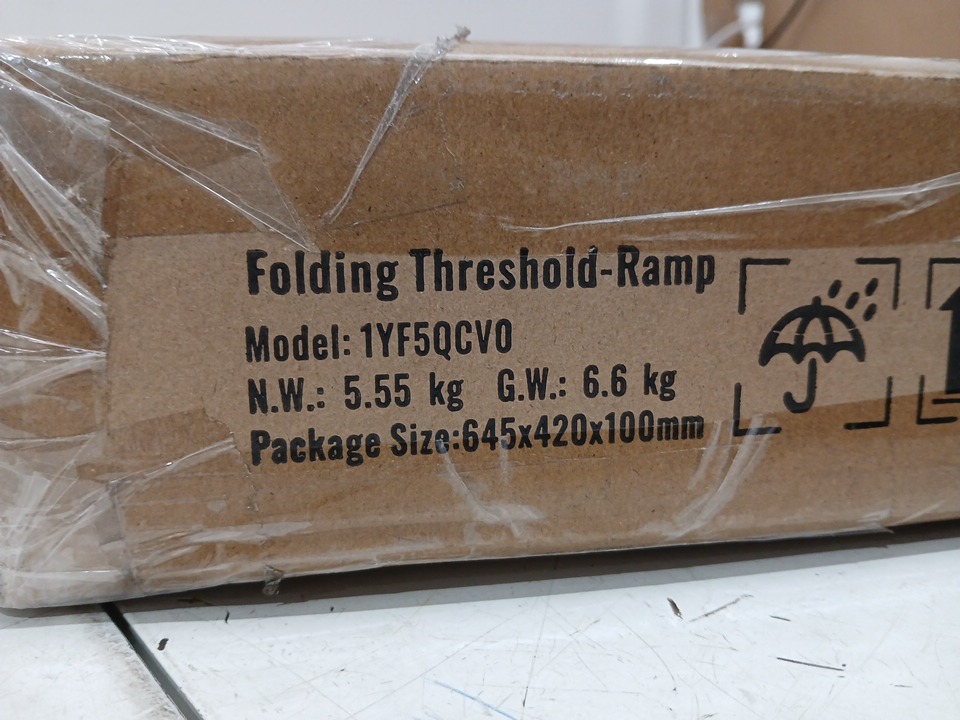 Folding Threshold-Ramp
Model: 1YF5QCV0
N.W.: 5.55 kg G.W.: 6.6 kg
Package Size:645x420x100mm